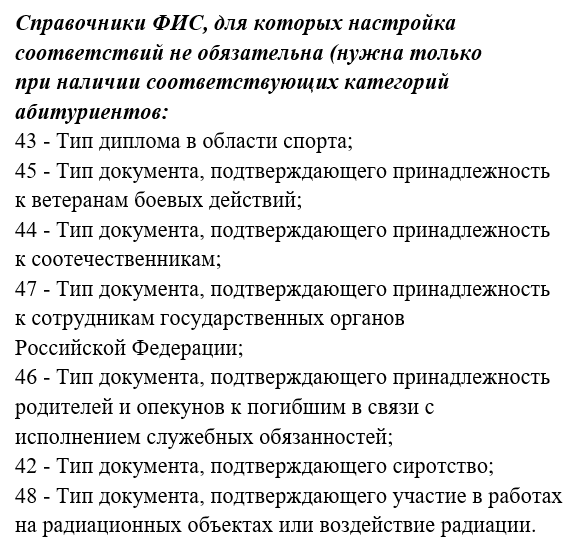 Справочники ФИС, для которых настройка
соответствий не обязательна (нужна только
при наличии соответствующих категорий
абитуриентов:
43 - Тип диплома в области спорта;
45 - Тип документа, подтверждающего принадлежность
к ветеранам боевых действий;
44 - Тип документа, подтверждающего принадлежность
к соотечественникам;
47 - Тип документа, подтверждающего принадлежность
к сотрудникам государственных органов
Российской Федерации;
46 - Тип документа, подтверждающего принадлежность
родителей и опекунов к погибшим в связи с
исполнением служебных обязанностей;
42 - Тип документа, подтверждающего сиротство;
48 - Тип документа, подтверждающего участие в работах
на радиационных объектах или воздействие радиации.